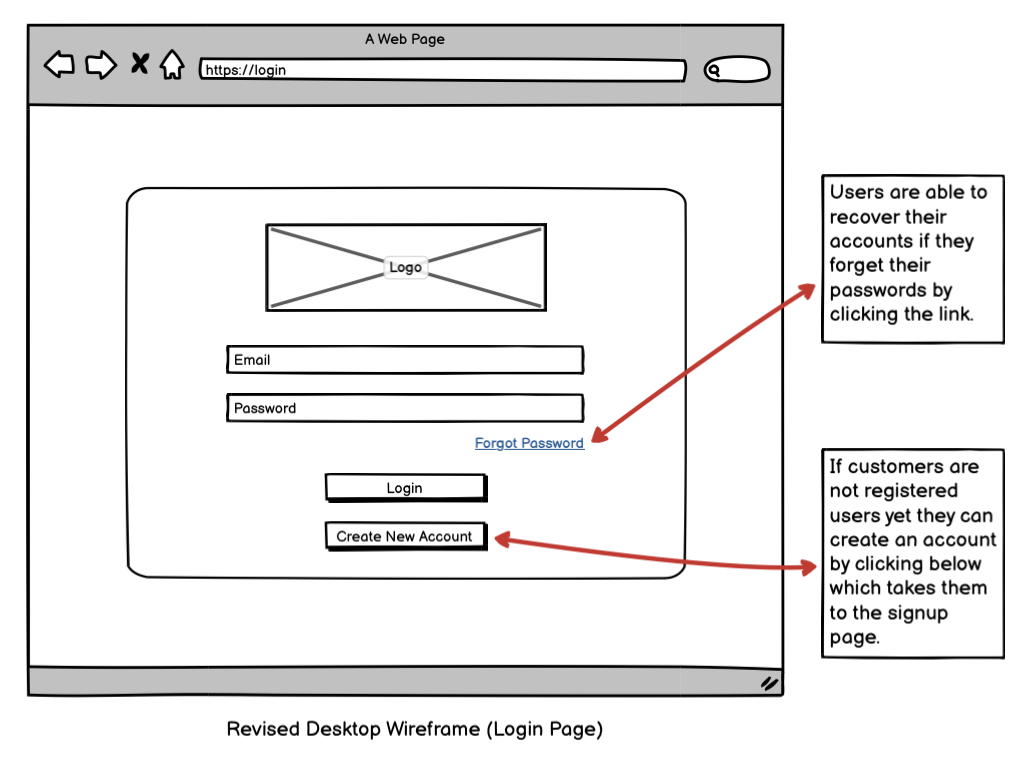 A Web Page
https://login
Logo
Email
Password
Forgot Password
Login
Create New Account
Users are able to
recover their
accounts if they
forget their
passwords by
clicking the link.
If customers are
not registered
users yet they can
create an account
by clicking below
which takes them
to the signup
page.
Revised Desktop Wireframe (Login Page)